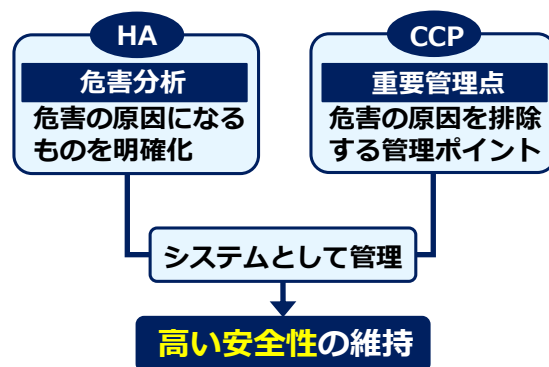 HA
危害分析
危害の原因になる
ものを明確化
CCP
重要管理点
危害の原因を排除
する管理ポイント
システムとして管理
高い安全性の維持